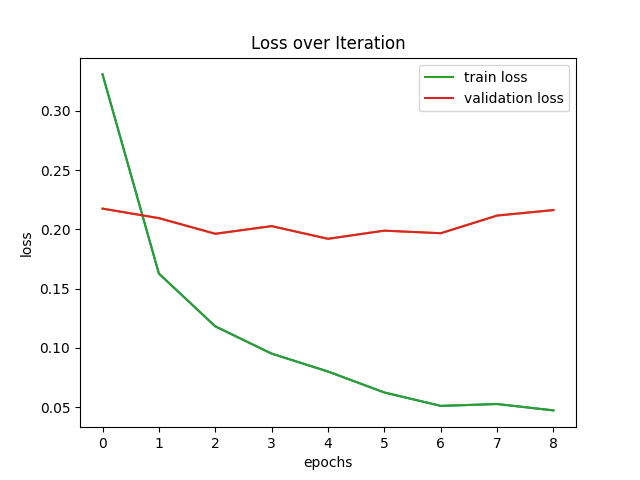 Loss over Iteration
train loss
validation loss
0.30
0.25
0.20
0.15
0.10
0.05
loss
0 1 2 3 4 5 6 7 8
epochs